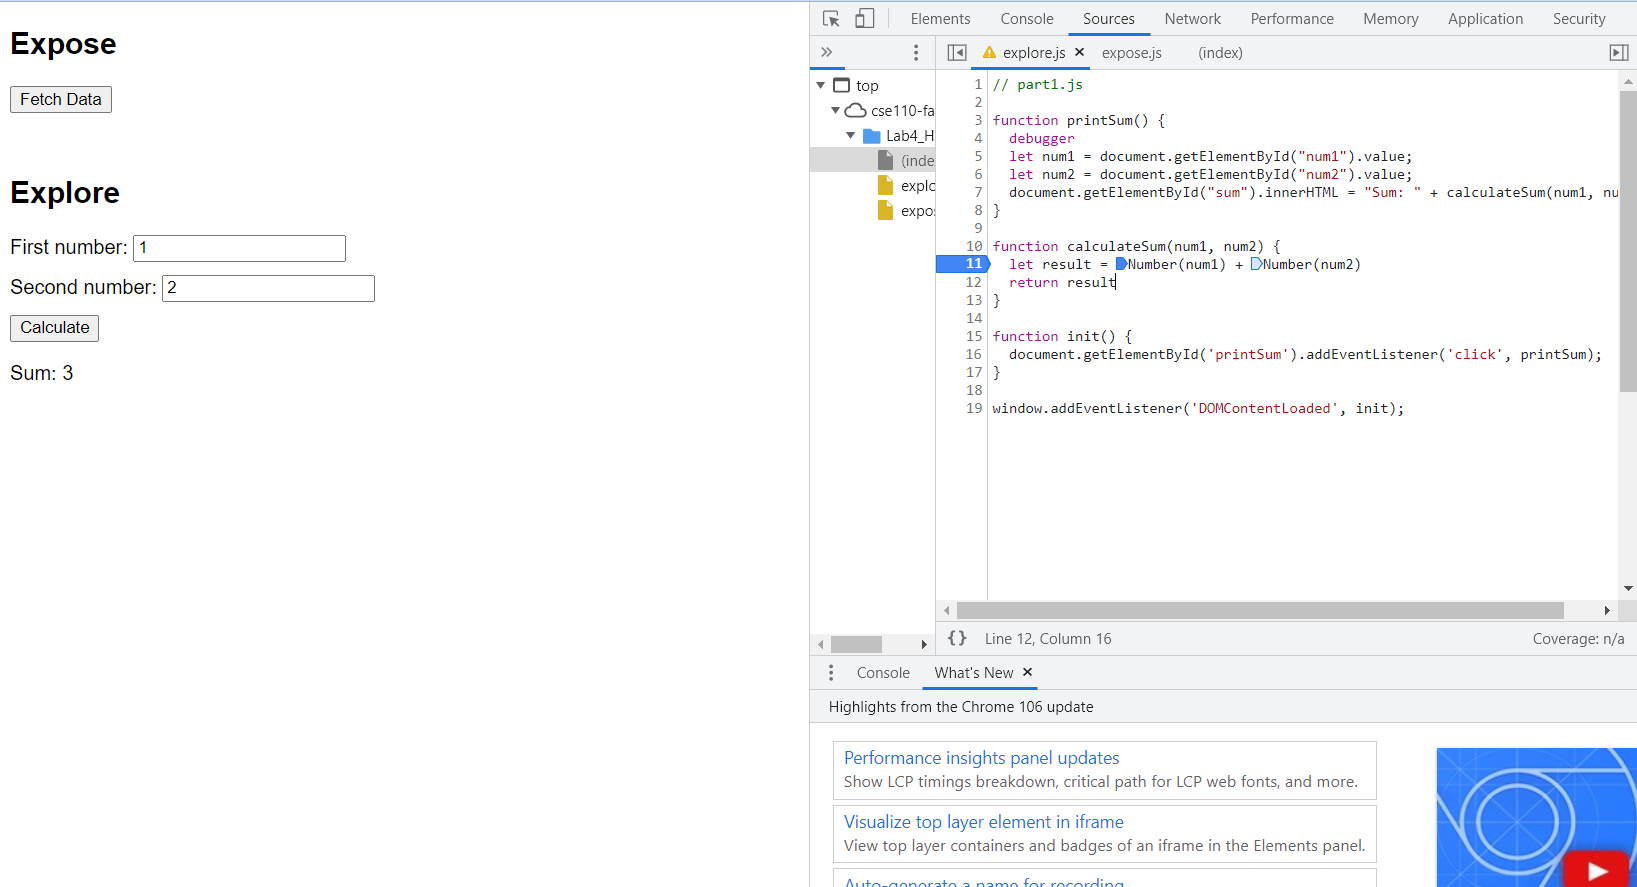 Expose
Fetch Data
Explore
First number: 1
Second number: 2
Calculate
Sum: 3
Elements Console Sources Network Performance Memory Application Security
explore.js × expose.js (index)
top
cse110-fa
Lab4_H
(inde
explo
expos
1 // part1.js
2
3 function printSum() {
4 debugger
5 let num1 = document.getElementById("num1").value;
6 let num2 = document.getElementById("num2").value;
7 document.getElementById("sum").innerHTML = "Sum: " + calculateSum(num1, nu
8 }
9
10 function calculateSum(num1, num2) {
11 let result = Number(num1) + Number(num2)
12 return result
13 }
14
15 function init() {
16 document.getElementById('printSum').addEventListener('click', printSum);
17 }
18
19 window.addEventListener('DOMContentLoaded', init);
{} Line 12, Column 16 Coverage: n/a
Console What's New ×
Highlights from the Chrome 106 update
Performance insights panel updates
Show LCP timings breakdown, critical path for LCP web fonts, and more.
Visualize top layer element in iframe
View top layer containers and badges of an iframe in the Elements panel.
Auto-generate a name for recording